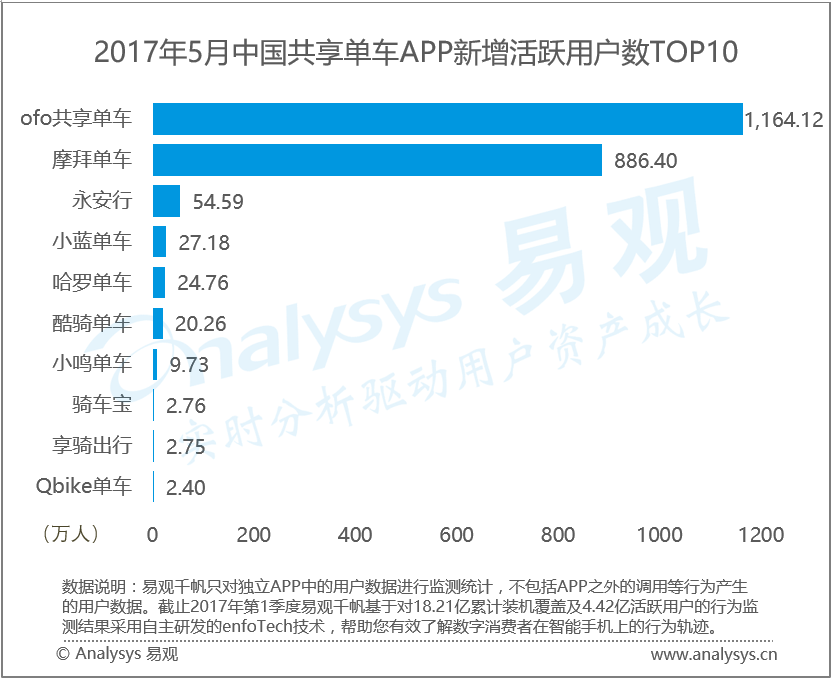 2017年5月中国共享单车APP新增活跃用户数TOP10
ofo共享单车 1,164.12
摩拜单车 886.40
永安行 54.59
小蓝单车 27.18
哈罗单车 24.76
酷骑单车 20.26
小鸣单车 9.73
骑车宝 2.76
享骑出行 2.75
Qbike单车 2.40
（万人） 0 200 400 600 800 1000 1200
Analysys 易观
实时分析驱动用户资产成长
数据说明：易观千帆只对独立APP中的用户数据进行监测统计，不包括APP之外的调用等行为产生
的用户数据。截止2017年第1季度易观千帆基于对18.21亿累计装机覆盖及4.42亿活跃用户的行为监
测结果采用自主研发的enfoTech技术，帮助您有效了解数字消费者在智能手机上的行为轨迹。
© Analysys 易观 www.analysys.cn